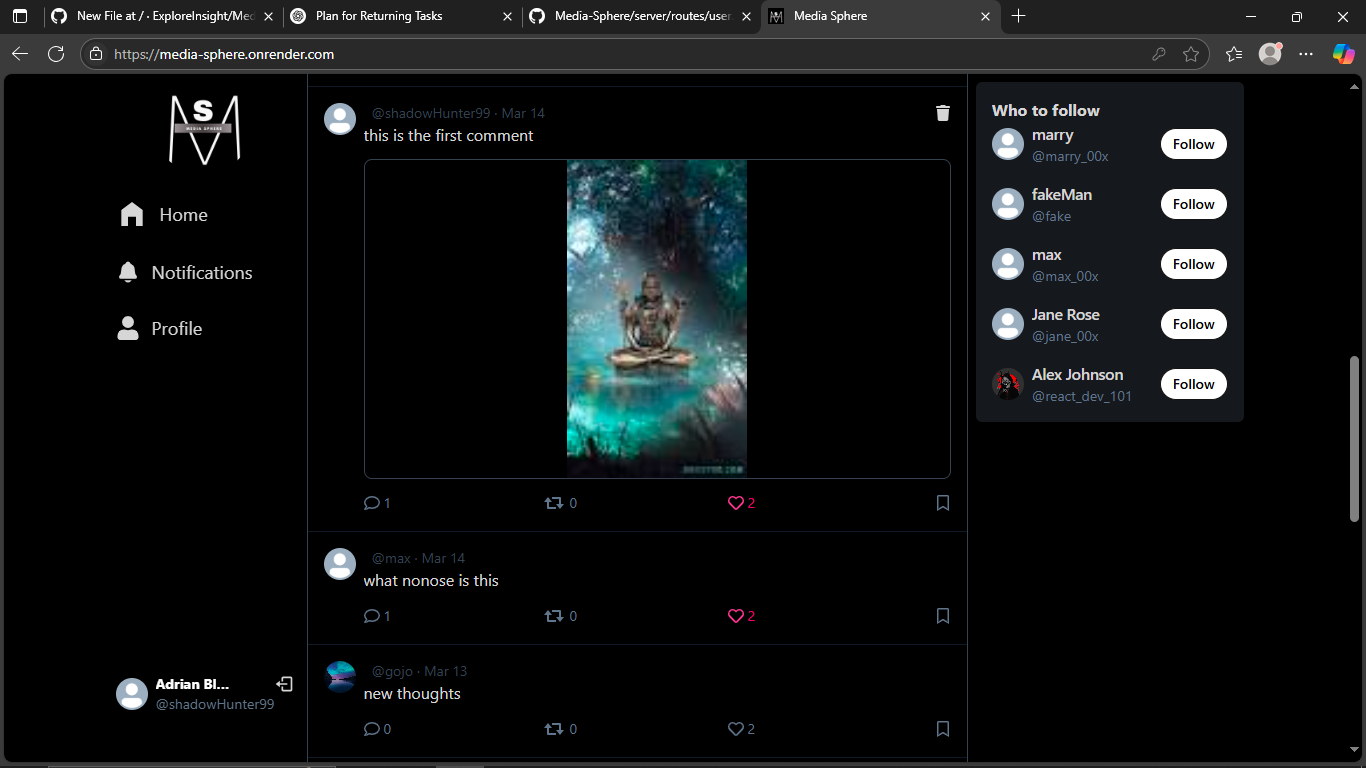 New File at / · ExploreInsight/Med
Plan for Returning Tasks
Media-Sphere/server/routes/user.
Media Sphere
https://media-sphere.onrender.com
S
MEDIA SPHERE
Home
Notifications
Profile
Adrian Bl...
@shadowHunter99
@shadowHunter99 · Mar 14
this is the first comment
1
0
2
@max · Mar 14
what nonose is this
1
0
2
@gojo · Mar 13
new thoughts
0
0
2
Who to follow
marry
@marry_00x
Follow
fakeMan
@fake
Follow
max
@max_00x
Follow
Jane Rose
@jane_00x
Follow
Alex Johnson
@react_dev_101
Follow